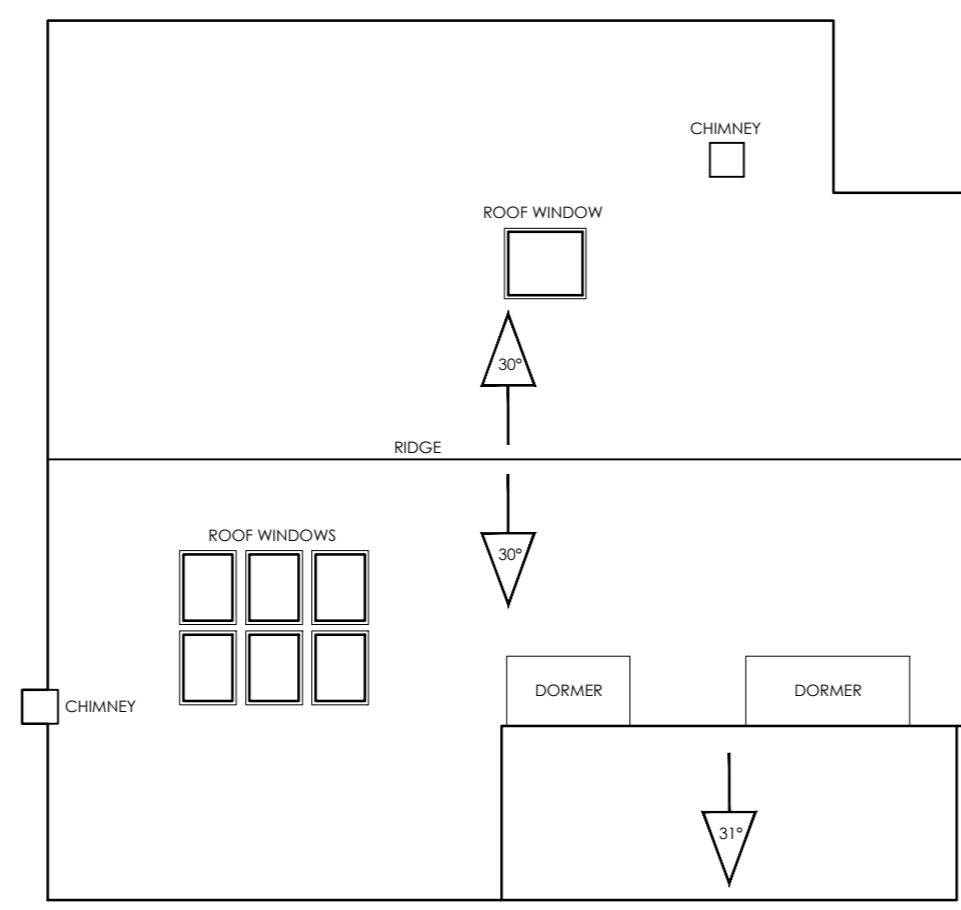 CHIMNEY
ROOF WINDOW
30°
RIDGE
ROOF WINDOWS
30°
DORMER
DORMER
CHIMNEY
31°